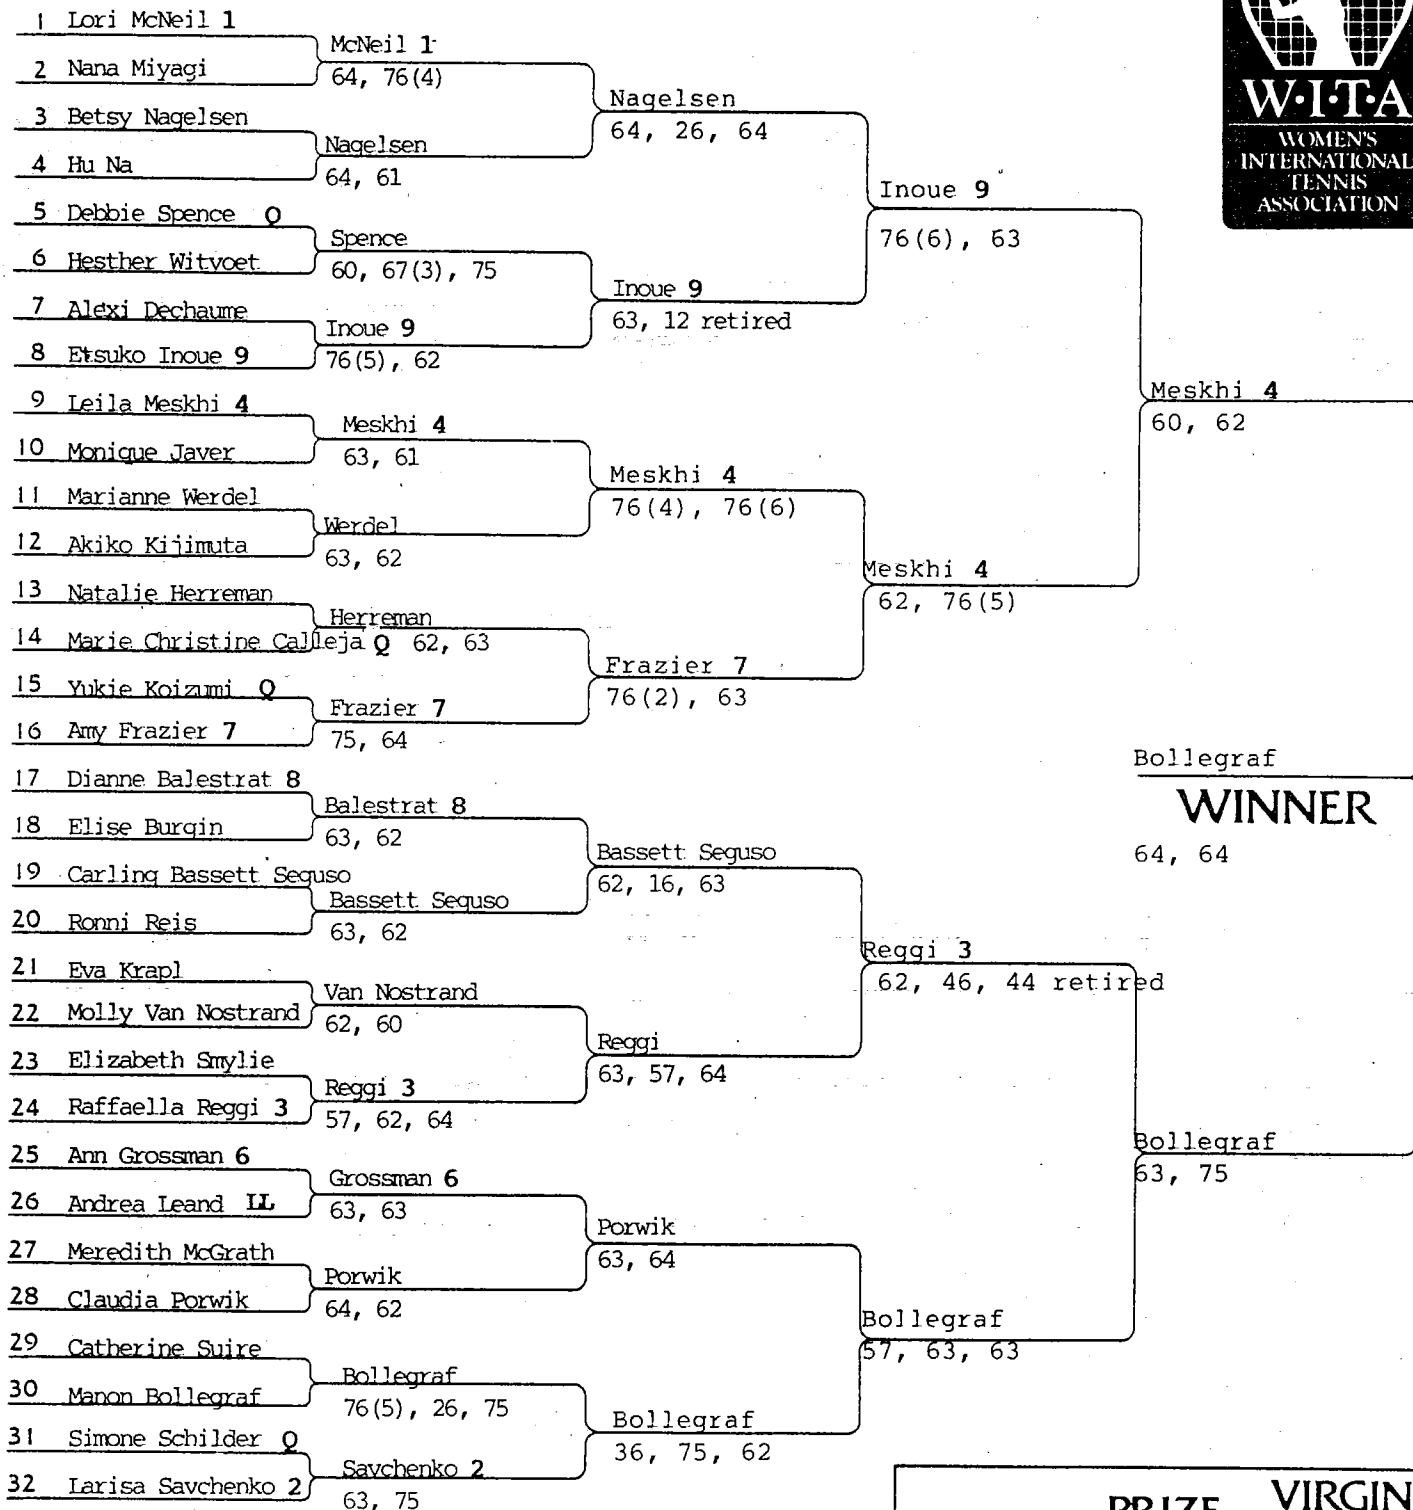 1 Lori McNeil 1
2 Nana Miyagi
3 Betsy Nagelsen
4 Hu Na
5 Debbie Spence Q
6 Hesther Witvoet
7 Alexi Dechaume
8 Etsuko Inoue 9
9 Leila Meskhi 4
10 Monique Javer
11 Marianne Werdel
12 Akiko Kijimuta
13 Natalie Herreman
14 Marie Christine Calleja Q
15 Yukie Koizumi Q
16 Amy Frazier 7
17 Dianne Balestrat 8
18 Elise Burgin
19 Carling Bassett Seguso
20 Ronni Reis
21 Eva Krapl
22 Molly Van Nostrand
23 Elizabeth Smylie
24 Raffaella Reggi 3
25 Ann Grossman 6
26 Andrea Leand LL
27 Meredith McGrath
28 Claudia Porwik
29 Catherine Suire
30 Manon Bollegraf
31 Simone Schilder Q
32 Larisa Savchenko 2
McNeil 1
64, 76(4)
Nagelsen
64, 61
Spence
60, 67(3), 75
Inoue 9
76(5), 62
Meskhi 4
63, 61
Werdel
63, 62
Herreman
62, 63
Frazier 7
75, 64
Balestrat 8
63, 62
Bassett Seguso
63, 62
Van Nostrand
62, 60
Reggi 3
57, 62, 64
Grossman 6
63, 63
Porwik
64, 62
Bollegraf
76(5), 26, 75
Savchenko 2
63, 75
Nagelsen
64, 26, 64
Inoue 9
63, 12 retired
Meskhi 4
76(4), 76(6)
Frazier 7
76(2), 63
Bassett Seguso
62, 16, 63
Reggi
63, 57, 64
Porwik
63, 64
Bollegraf
36, 75, 62
Inoue 9
76(6), 63
Meskhi 4
62, 76(5)
Reggi 3
62, 46, 44 retired
Bollegraf
57, 63, 63
Meskhi 4
60, 62
Bollegraf
63, 75
Bollegraf
WINNER
64, 64
W·I·T·A
WOMEN'S
INTERNATIONAL
TENNIS
ASSOCIATION
PRIZE VIRGIN